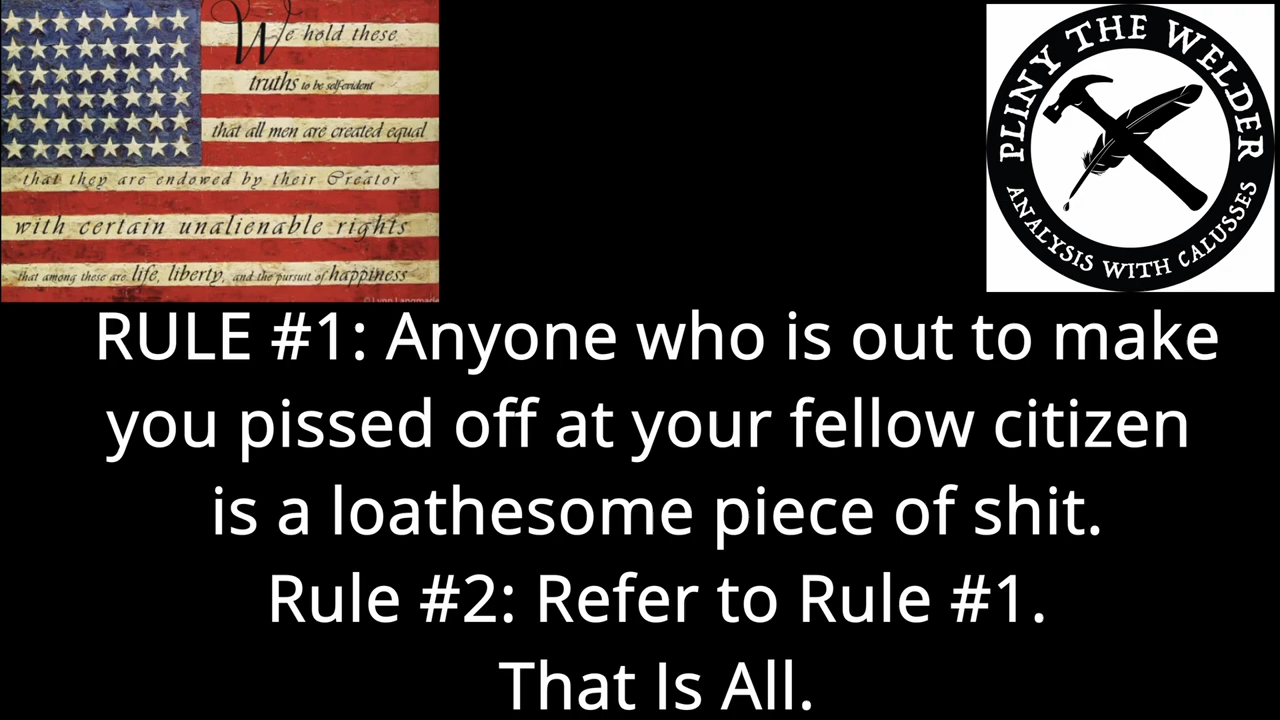 We hold these
truths to be self-evident
that all men are created equal
that they are endowed by their Creator
with certain unalienable rights
that among these are life, liberty, and the pursuit of happiness
© Lynn Langmade
PLINY THE WELDER
ANALYSIS WITH CALUSSES
RULE #1: Anyone who is out to make
you pissed off at your fellow citizen
is a loathesome piece of shit.
Rule #2: Refer to Rule #1.
That Is All.